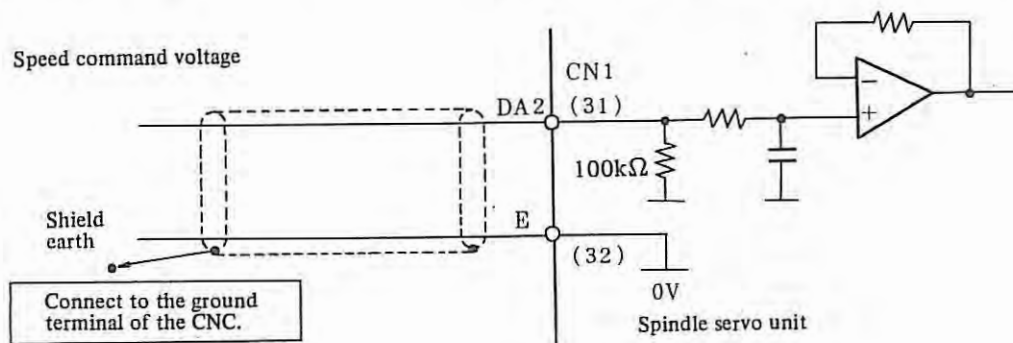 Speed command voltage
CN1
DA2
(31)
100kΩ
Shield
earth
E
(32)
0V
Connect to the ground
terminal of the CNC.
Spindle servo unit
−
+